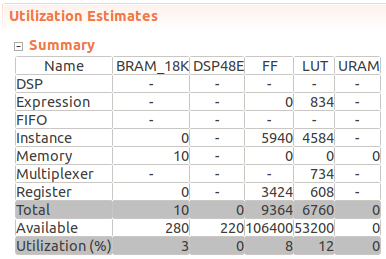 Utilization Estimates
Summary
Name BRAM_18K DSP48E FF LUT URAM
DSP - - - - -
Expression - - 0 834 -
FIFO - - - - -
Instance 0 - 5940 4584 -
Memory 10 - 0 0 0
Multiplexer - - - 734 -
Register 0 - 3424 608 -
Total 10 0 9364 6760 0
Available 280 220 106400 53200 0
Utilization (%) 3 0 8 12 0